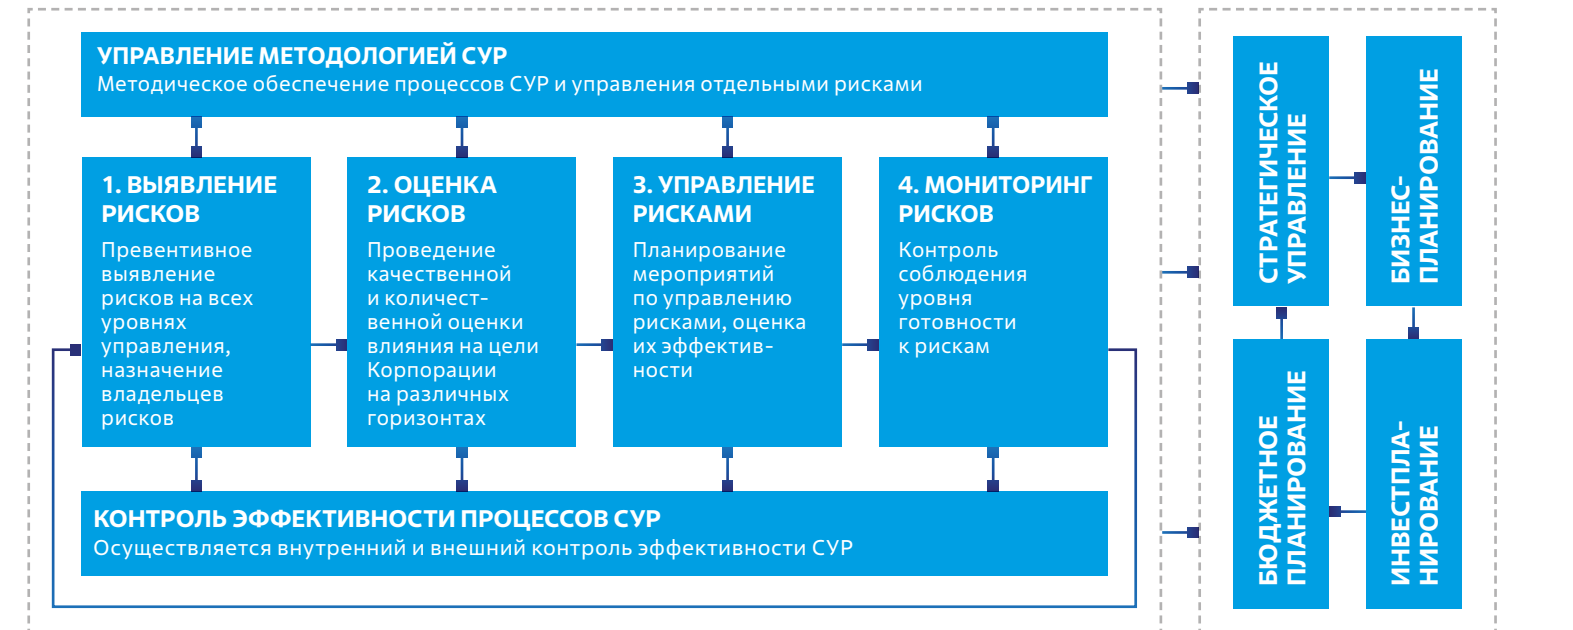 УПРАВЛЕНИЕ МЕТОДОЛОГИЕЙ СУР
Методическое обеспечение процессов СУР и управления отдельными рисками
1. ВЫЯВЛЕНИЕ
РИСКОВ
Превентивное
выявление
рисков на всех
уровнях
управления,
назначение
владельцев
рисков
2. ОЦЕНКА
РИСКОВ
Проведение
качественной
и количест-
венной оценки
влияния на цели
Корпорации
на различных
горизонтах
3. УПРАВЛЕНИЕ
РИСКАМИ
Планирование
мероприятий
по управлению
рисками, оценка
их эффектив-
ности
4. МОНИТОРИНГ
РИСКОВ
Контроль
соблюдения
уровня
готовности
к рискам
КОНТРОЛЬ ЭФФЕКТИВНОСТИ ПРОЦЕССОВ СУР
Осуществляется внутренний и внешний контроль эффективности СУР
СТРАТЕГИЧЕСКОЕ
УПРАВЛЕНИЕ
БИЗНЕС-
ПЛАНИРОВАНИЕ
БЮДЖЕТНОЕ
ПЛАНИРОВАНИЕ
ИНВЕСТПЛА-
НИРОВАНИЕ